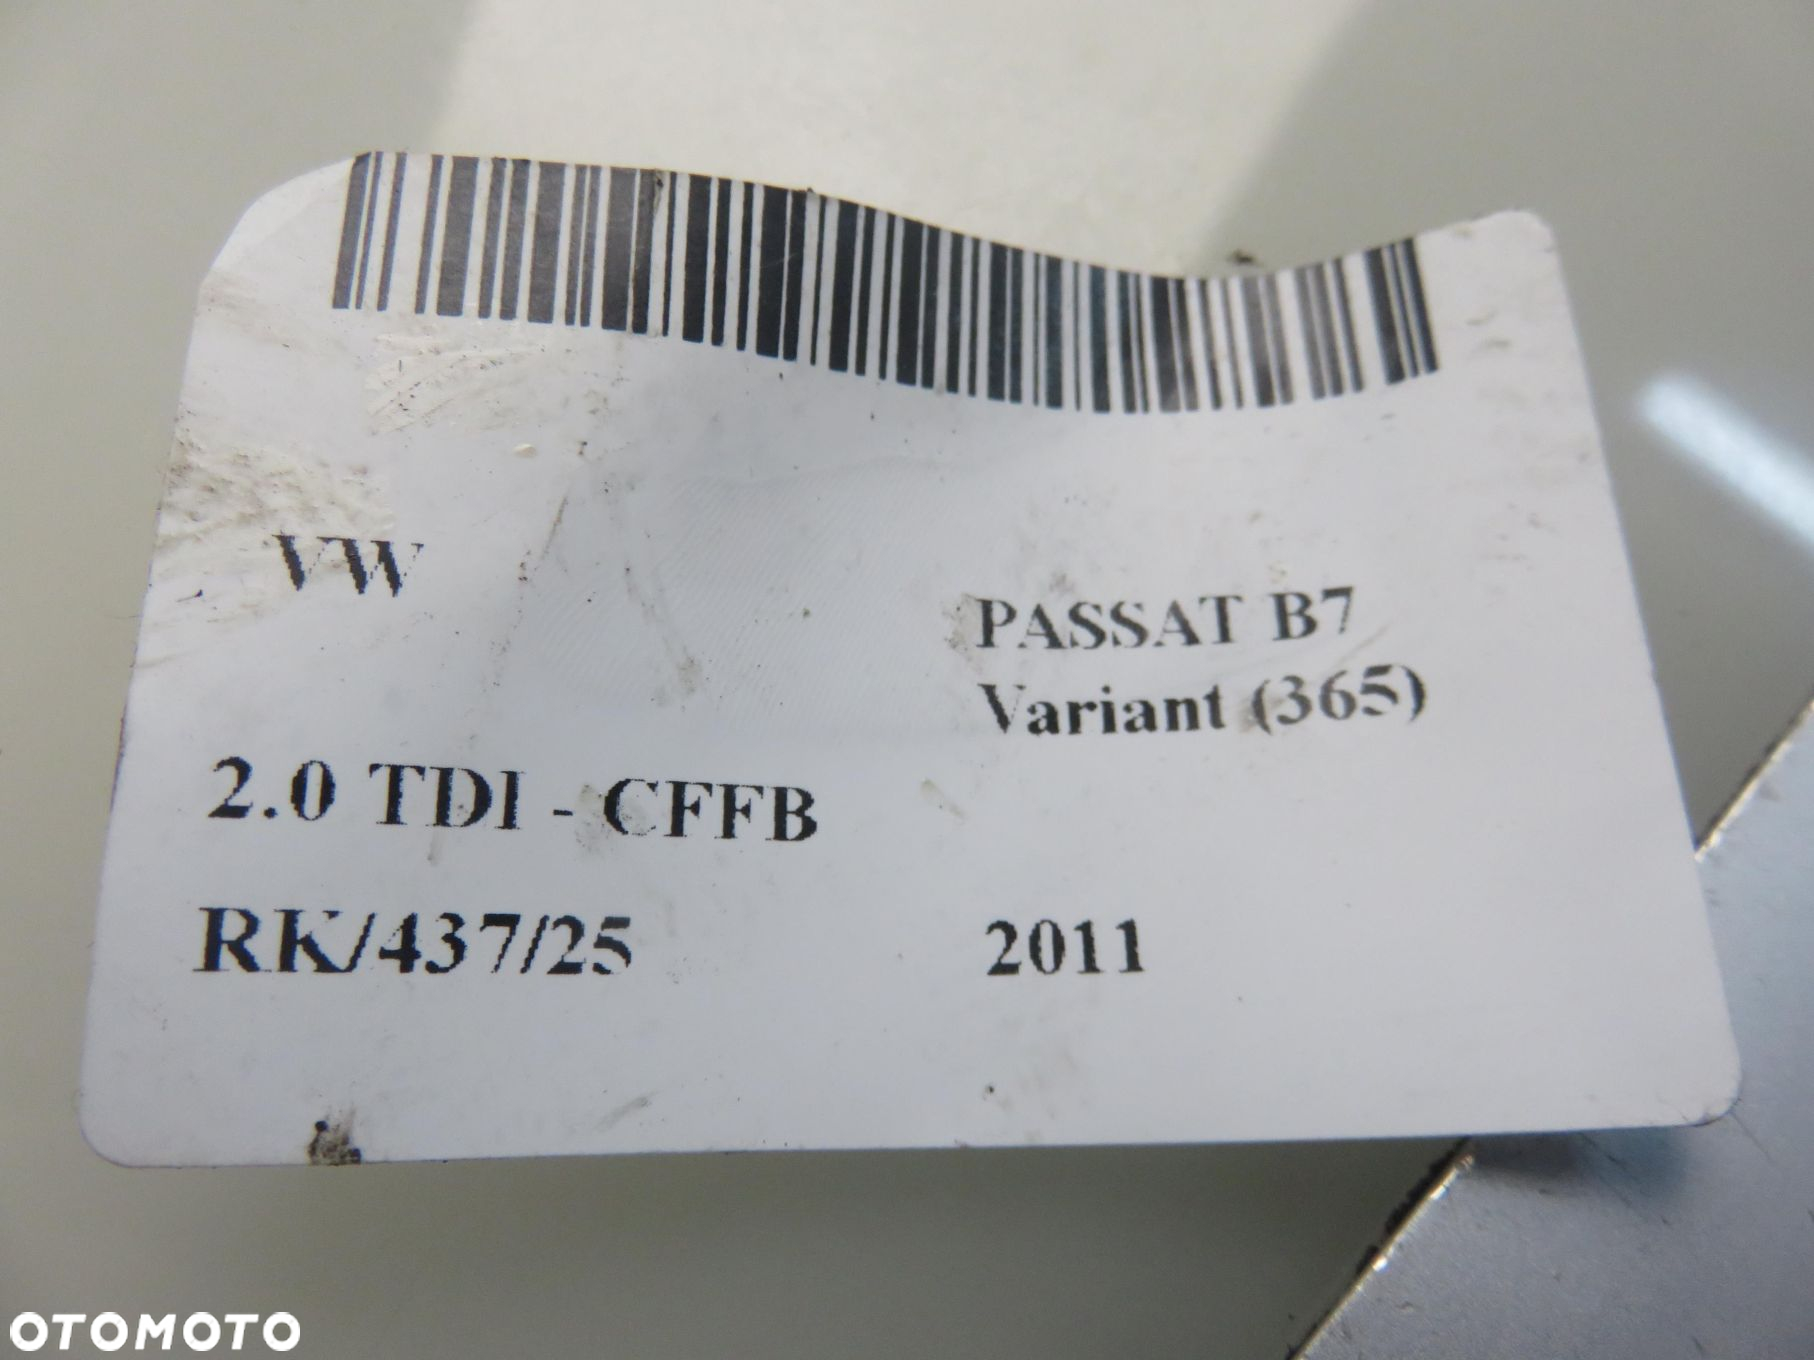 VW
PASSAT B7
Variant (365)
2.0 TDI - CFFB
RK/437/25
2011
OTOMOTO